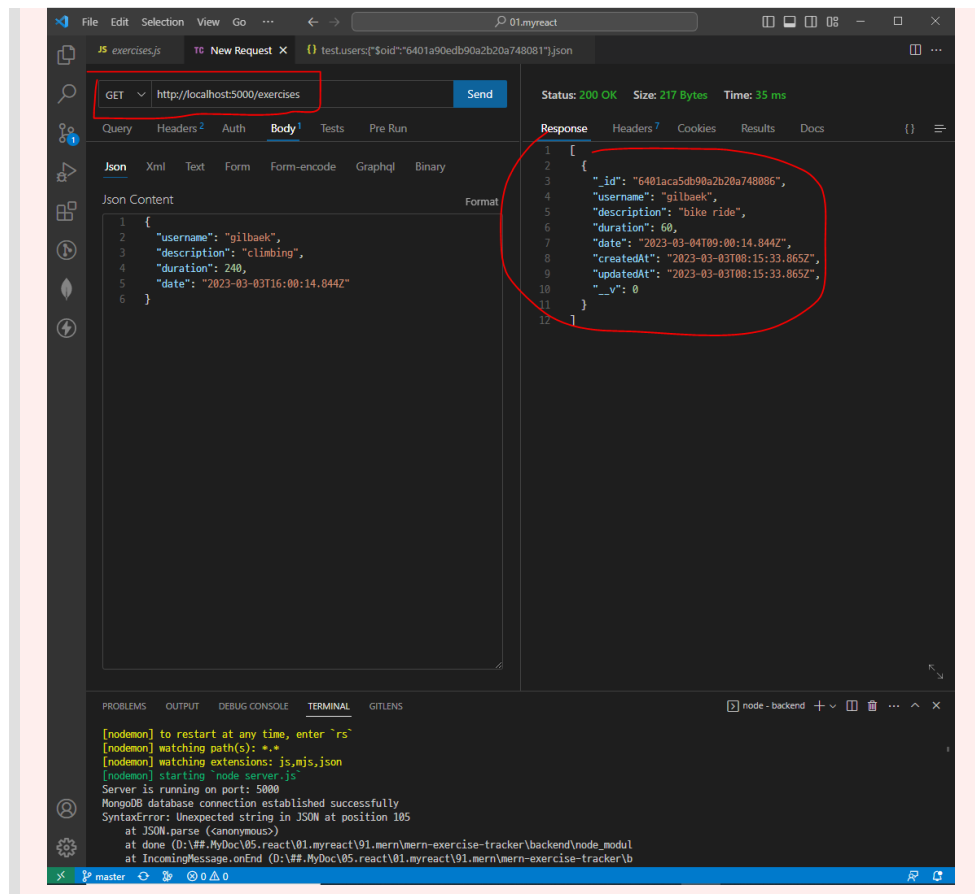 File Edit Selection View Go ··· 01.myreact
JS exercises.js TC New Request {} test.users:{"$oid":"6401a90edb90a2b20a748081"}.json
GET http://localhost:5000/exercises Send
Query Headers 2 Auth Body 1 Tests Pre Run
Json Xml Text Form Form-encode Graphql Binary
Json Content Format
1 {
2 "username": "gilbaek",
3 "description": "climbing",
4 "duration": 240,
5 "date": "2023-03-03T16:00:14.844Z"
6 }
Status: 200 OK Size: 217 Bytes Time: 35 ms
Response Headers 7 Cookies Results Docs {}
1 [
2 {
3 "_id": "6401aca5db90a2b20a748086",
4 "username": "gilbaek",
5 "description": "bike ride",
6 "duration": 60,
7 "date": "2023-03-04T09:00:14.844Z",
8 "createdAt": "2023-03-03T08:15:33.865Z",
9 "updatedAt": "2023-03-03T08:15:33.865Z",
10 "__v": 0
11 }
12 ]
1
PROBLEMS OUTPUT DEBUG CONSOLE TERMINAL GITLENS node - backend
[nodemon] to restart at any time, enter `rs`
[nodemon] watching path(s): *.*
[nodemon] watching extensions: js,mjs,json
[nodemon] starting `node server.js`
Server is running on port: 5000
MongoDB database connection established successfully
SyntaxError: Unexpected string in JSON at position 105
at JSON.parse (<anonymous>)
at done (D:\##.MyDoc\05.react\01.myreact\91.mern\mern-exercise-tracker\backend\node_modul
at IncomingMessage.onEnd (D:\##.MyDoc\05.react\01.myreact\91.mern\mern-exercise-tracker\b
master 0 0